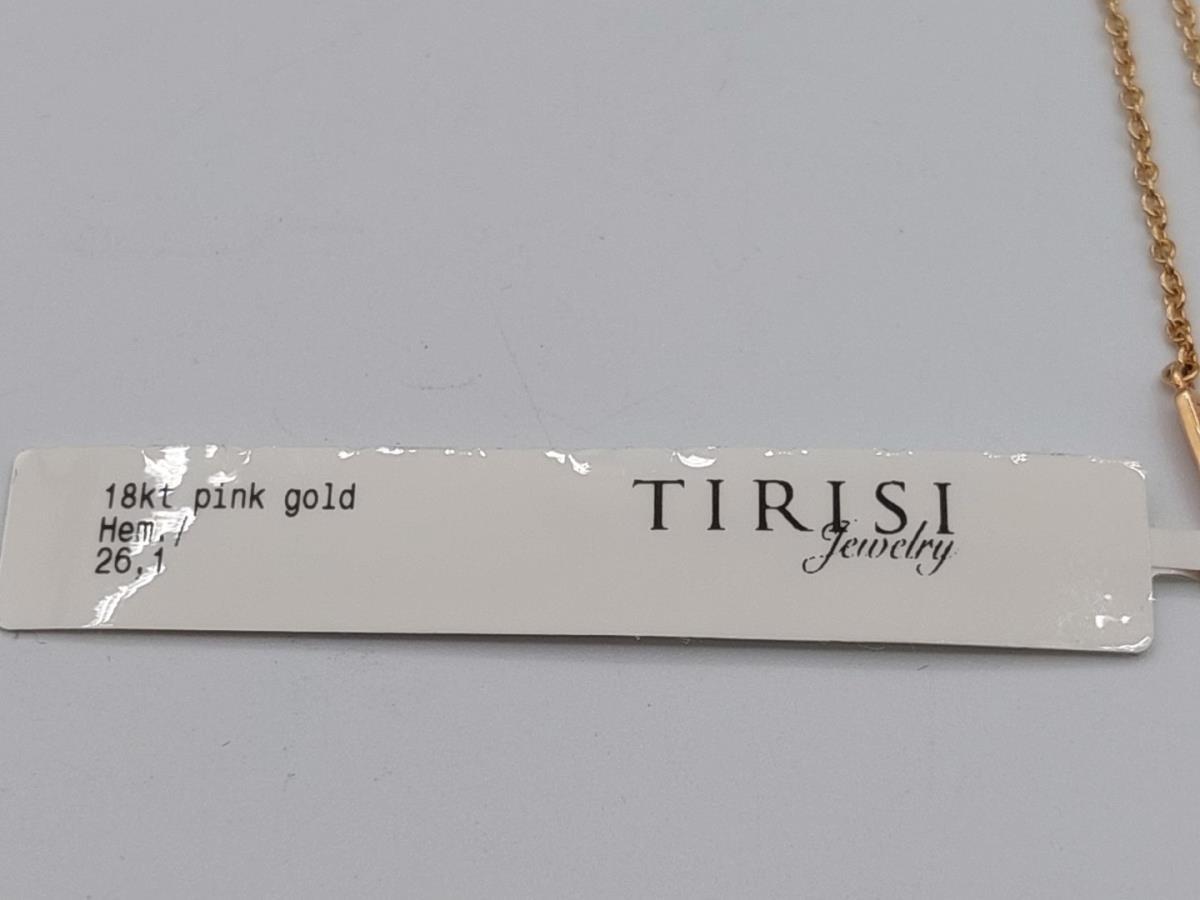 18kt pink gold
Hem./
26,1
TIRISI
Jewelry